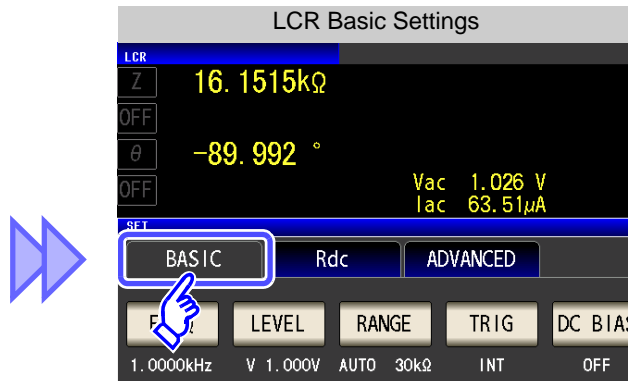 LCR Basic Settings
LCR
Z 16.1515kΩ
OFF
θ -89.992 °
OFF
Vac 1.026 V
Iac 63.51μA
SET
BASIC Rdc ADVANCED
LEVEL RANGE TRIG DC BIAS
1.0000kHz V 1.000V AUTO 30kΩ INT OFF